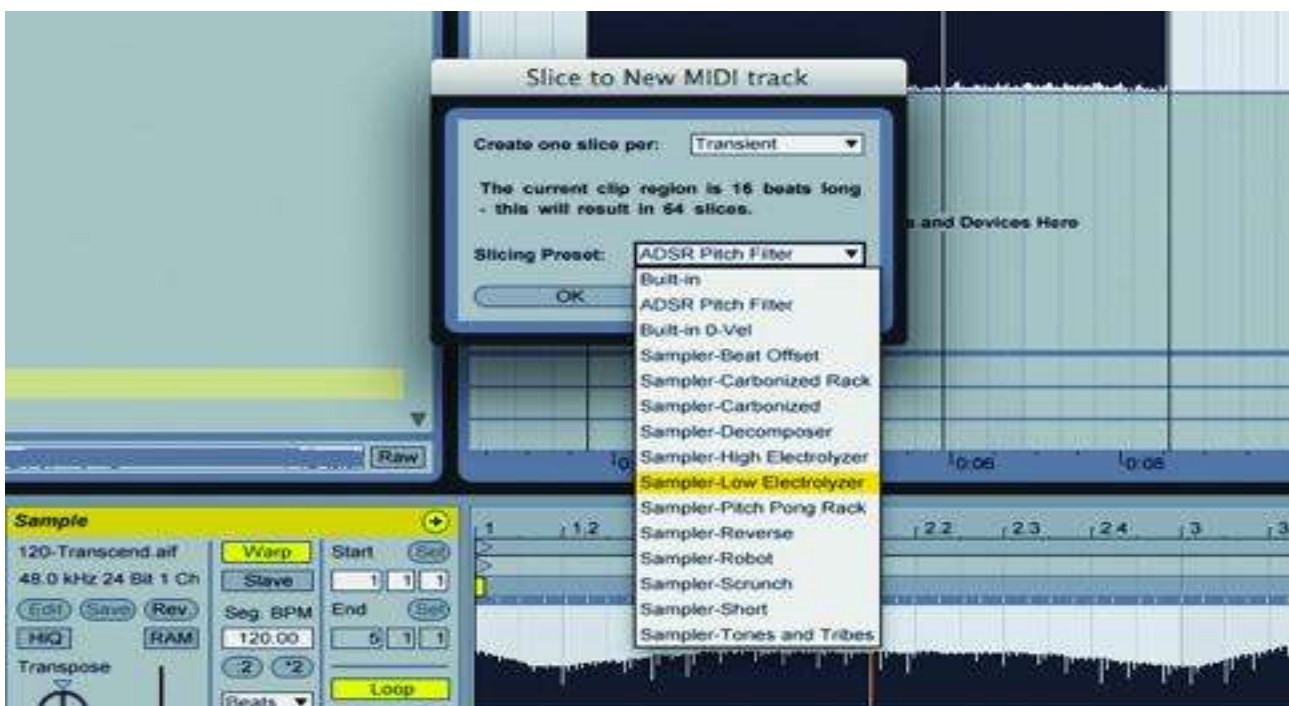 Slice to New MIDI track
Create one slice per: Transient
The current clip region is 16 beats long
- this will result in 64 slices.
s and Devices Here
Slicing Preset: ADSR Pitch Filter
OK
Built-in
ADSR Pitch Filter
Built-in 0-Vel
Sampler-Beat Offset
Sampler-Carbonized Rack
Sampler-Carbonized
Sampler-Decomposer
Sampler-High Electrolyzer
Sampler-Low Electrolyzer
Sampler-Pitch Pong Rack
Sampler-Reverse
Sampler-Robot
Sampler-Scrunch
Sampler-Short
Sampler-Tones and Tribes
Raw
0:06 0:08
Sample
1 1.2 2.2 2.3 2.4 3
120-Transcend.aif
48.0 kHz 24 Bit 1 Ch
Edit Save Rev.
HiQ RAM
Transpose
Warp
Slave
Seg. BPM
120.00
:2 *2
Beats
Start Set
1 1 1
End Set
5 1 1
Loop